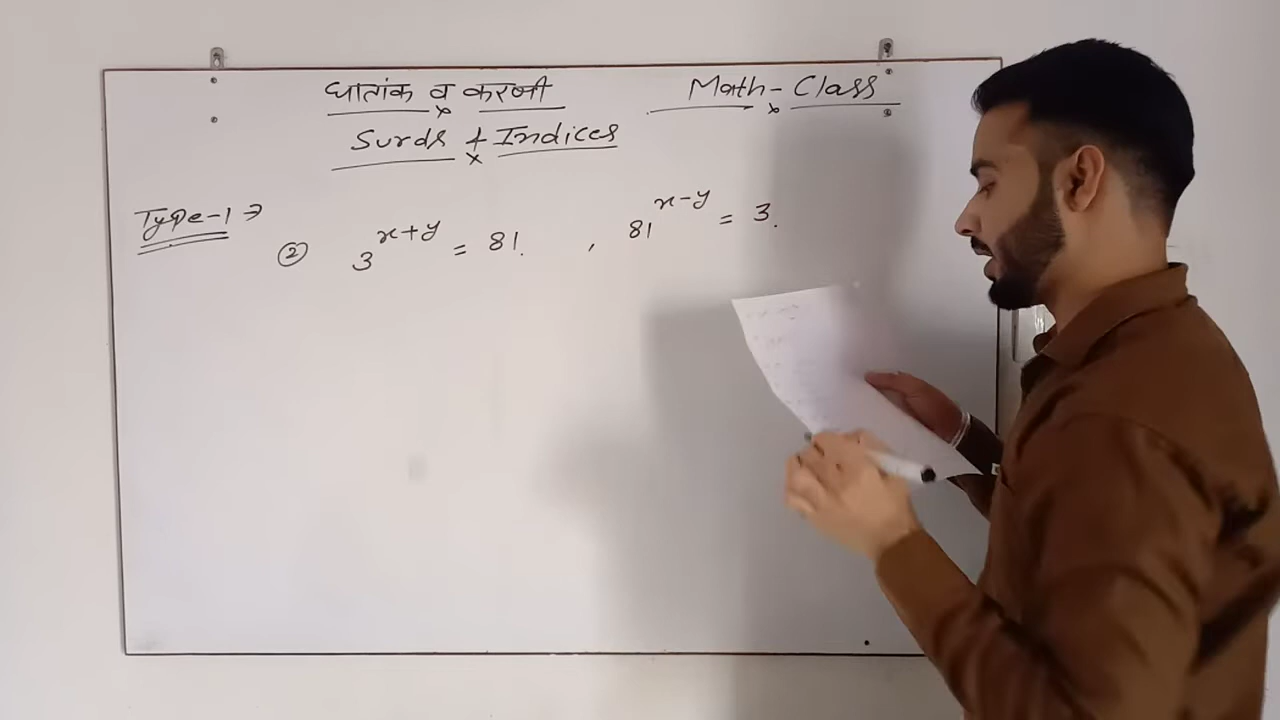 घातांक व करणी
Math - Class
Surds & Indices
Type-1 →
② 3^{x+y} = 81. , 81^{x-y} = 3.